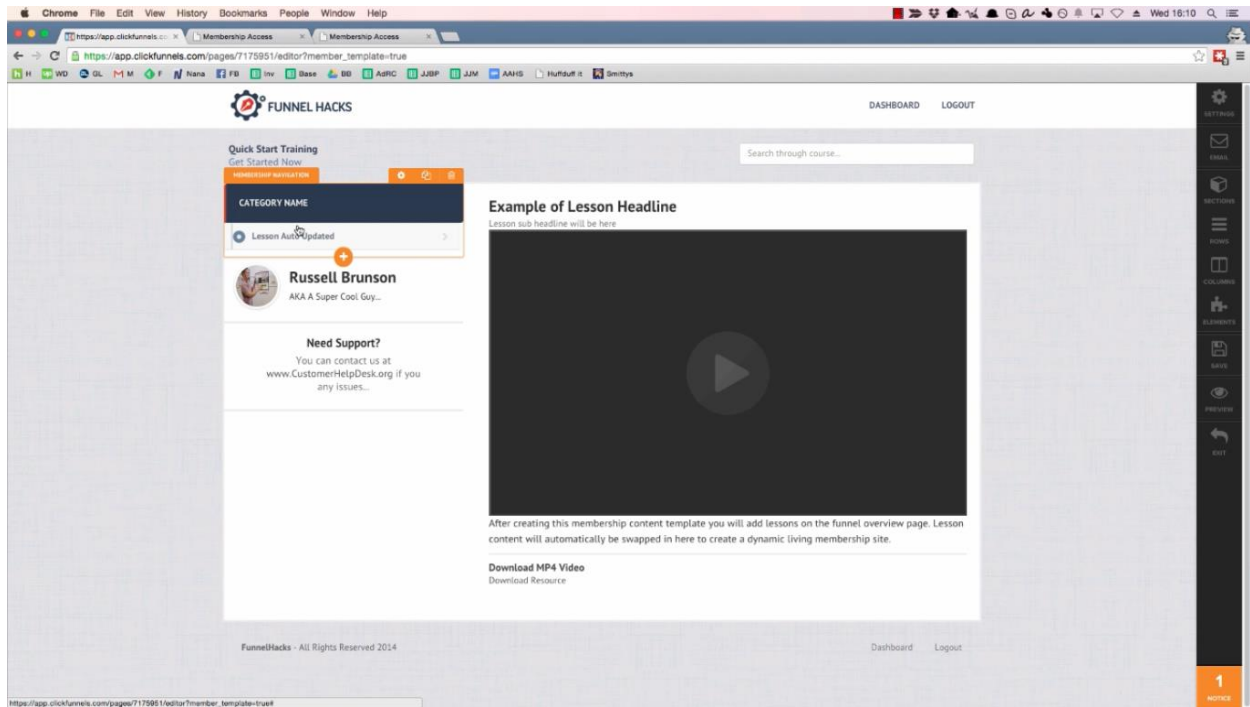 Chrome File Edit View History Bookmarks People Window Help Wed 16:10
https://app.clickfunnels.co Membership Access Membership Access
https://app.clickfunnels.com/pages/7175951/editor?member_template=true
H WD GL M M F Nana FB Inv Base BB AdRC JJBP JJM AAHS Huffduff it Smittys
FUNNEL HACKS
DASHBOARD LOGOUT
SETTINGS
Quick Start Training
Get Started Now
Search through course...
EMAIL
MEMBERSHIP NAVIGATION
CATEGORY NAME
Lesson Auto Updated
Example of Lesson Headline
Lesson sub headline will be here
SECTIONS
ROWS
COLUMNS
ELEMENTS
SAVE
PREVIEW
EXIT
Russell Brunson
AKA A Super Cool Guy...
Need Support?
You can contact us at
www.CustomerHelpDesk.org if you
any issues...
After creating this membership content template you will add lessons on the funnel overview page. Lesson
content will automatically be swapped in here to create a dynamic living membership site.
Download MP4 Video
Download Resource
FunnelHacks - All Rights Reserved 2014
Dashboard Logout
1
NOTICE
https://app.clickfunnels.com/pages/7175951/editor?member_template=true#